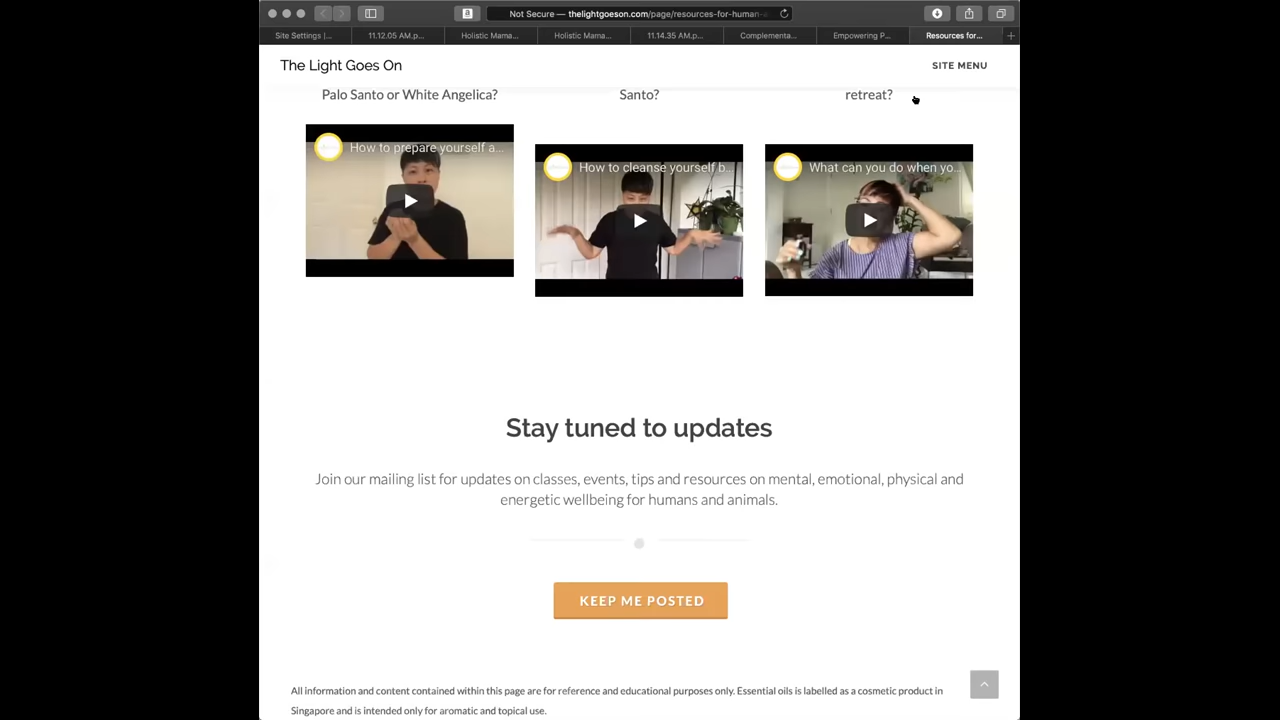 Not Secure — thelightgoeson.com/page/resources-for-human-
Site Settings |...
11.12.05 AM.p...
Holistic Mama...
Holistic Mama...
11.14.35 AM.p...
Complementa...
Empowering P...
Resources for...
The Light Goes On
SITE MENU
Palo Santo or White Angelica?
Santo?
retreat?
How to prepare yourself a...
How to cleanse yourself b...
What can you do when yo...
Stay tuned to updates
Join our mailing list for updates on classes, events, tips and resources on mental, emotional, physical and
energetic wellbeing for humans and animals.
KEEP ME POSTED
All information and content contained within this page are for reference and educational purposes only. Essential oils is labelled as a cosmetic product in
Singapore and is intended only for aromatic and topical use.